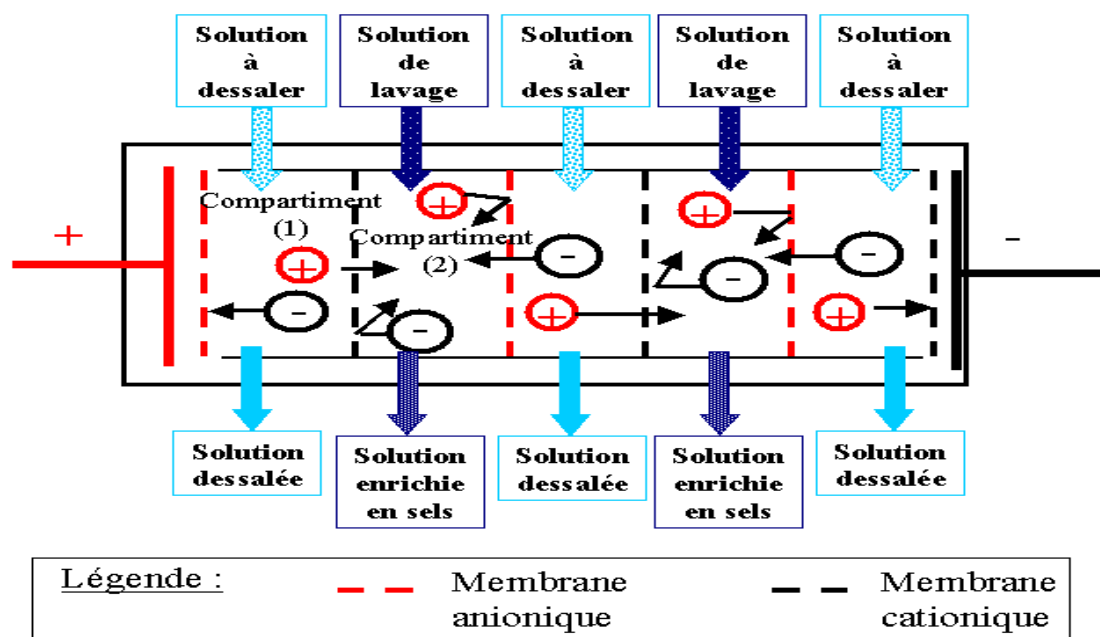 Solution
à
dessaler
Solution
de
lavage
Solution
à
dessaler
Solution
de
lavage
Solution
à
dessaler
+
-
Compartiment
(1)
Compartiment
(2)
+
-
+
-
-
+
+
-
-
+
Solution
dessalée
Solution
enrichie
en sels
Solution
dessalée
Solution
enrichie
en sels
Solution
dessalée
Légende :
Membrane
anionique
Membrane
cationique